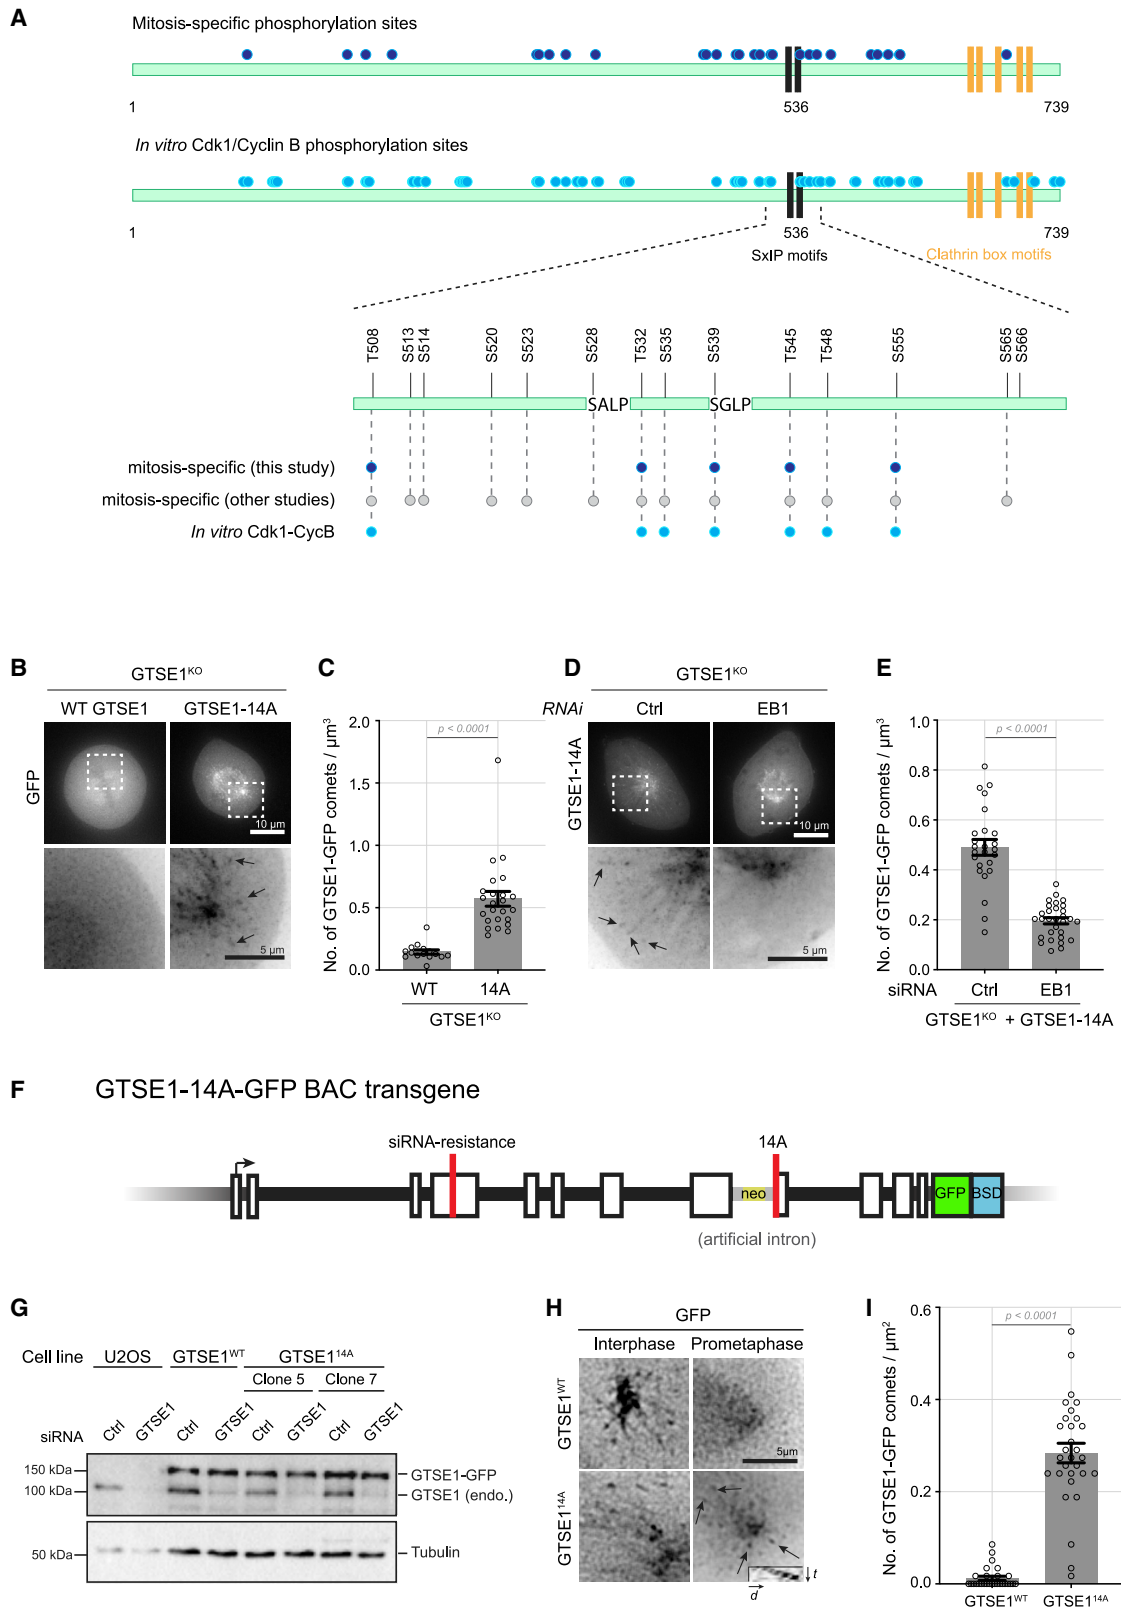 A
Mitosis-specific phosphorylation sites
1
536
739
In vitro Cdk1/Cyclin B phosphorylation sites
1
536
739
SxIP motifs
Clathrin box motifs
T508
S513
S514
S520
S523
S528
T532
S535
S539
T545
T548
S555
S565
S566
SALP
SGLP
mitosis-specific (this study)
mitosis-specific (other studies)
In vitro Cdk1-CycB
B
GTSE1KO
WT GTSE1
GTSE1-14A
GFP
10 µm
5 µm
C
No. of GTSE1-GFP comets / µm³
2.0
1.5
1.0
0.5
0.0
p < 0.0001
WT
14A
GTSE1KO
D
GTSE1KO
RNAi
Ctrl
EB1
GTSE1-14A
10 µm
5 µm
E
No. of GTSE1-GFP comets / µm³
1.0
0.8
0.6
0.4
0.2
0.0
p < 0.0001
siRNA
Ctrl
EB1
GTSE1KO + GTSE1-14A
F
GTSE1-14A-GFP BAC transgene
siRNA-resistance
14A
neo
GFP
BSD
(artificial intron)
G
Cell line
U2OS
GTSE1WT
GTSE114A
Clone 5
Clone 7
siRNA
Ctrl
GTSE1
Ctrl
GTSE1
Ctrl
GTSE1
Ctrl
GTSE1
150 kDa
100 kDa
50 kDa
GTSE1-GFP
GTSE1 (endo.)
Tubulin
H
GFP
Interphase
Prometaphase
GTSE1WT
GTSE114A
5µm
t
d
I
No. of GTSE1-GFP comets / µm²
0.6
0.4
0.2
0.0
p < 0.0001
GTSE1WT
GTSE114A